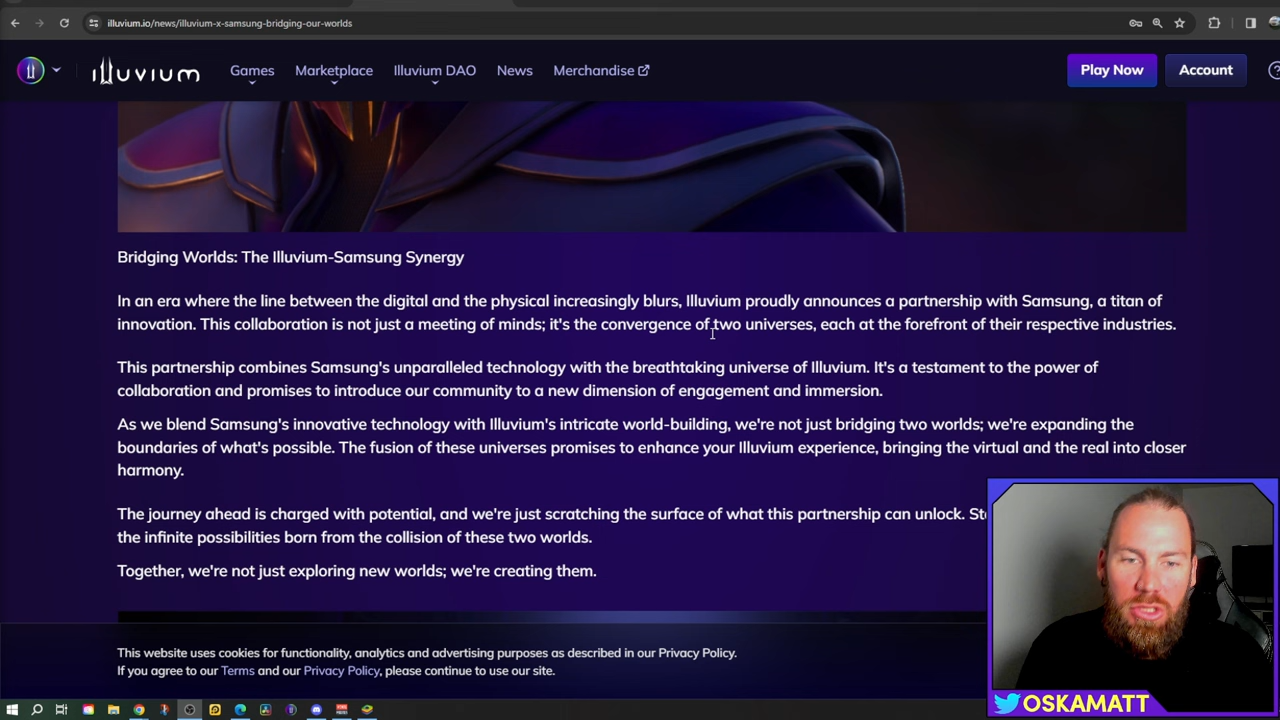 illuvium.io/news/illuvium-x-samsung-bridging-our-worlds
illuvium
Games
Marketplace
Illuvium DAO
News
Merchandise
Play Now
Account
Bridging Worlds: The Illuvium-Samsung Synergy
In an era where the line between the digital and the physical increasingly blurs, Illuvium proudly announces a partnership with Samsung, a titan of
innovation. This collaboration is not just a meeting of minds; it's the convergence of two universes, each at the forefront of their respective industries.
This partnership combines Samsung's unparalleled technology with the breathtaking universe of Illuvium. It's a testament to the power of
collaboration and promises to introduce our community to a new dimension of engagement and immersion.
As we blend Samsung's innovative technology with Illuvium's intricate world-building, we're not just bridging two worlds; we're expanding the
boundaries of what's possible. The fusion of these universes promises to enhance your Illuvium experience, bringing the virtual and the real into closer
harmony.
The journey ahead is charged with potential, and we're just scratching the surface of what this partnership can unlock.
the infinite possibilities born from the collision of these two worlds.
Together, we're not just exploring new worlds; we're creating them.
This website uses cookies for functionality, analytics and advertising purposes as described in our Privacy Policy.
If you agree to our Terms and our Privacy Policy, please continue to use our site.
OSKAMATT